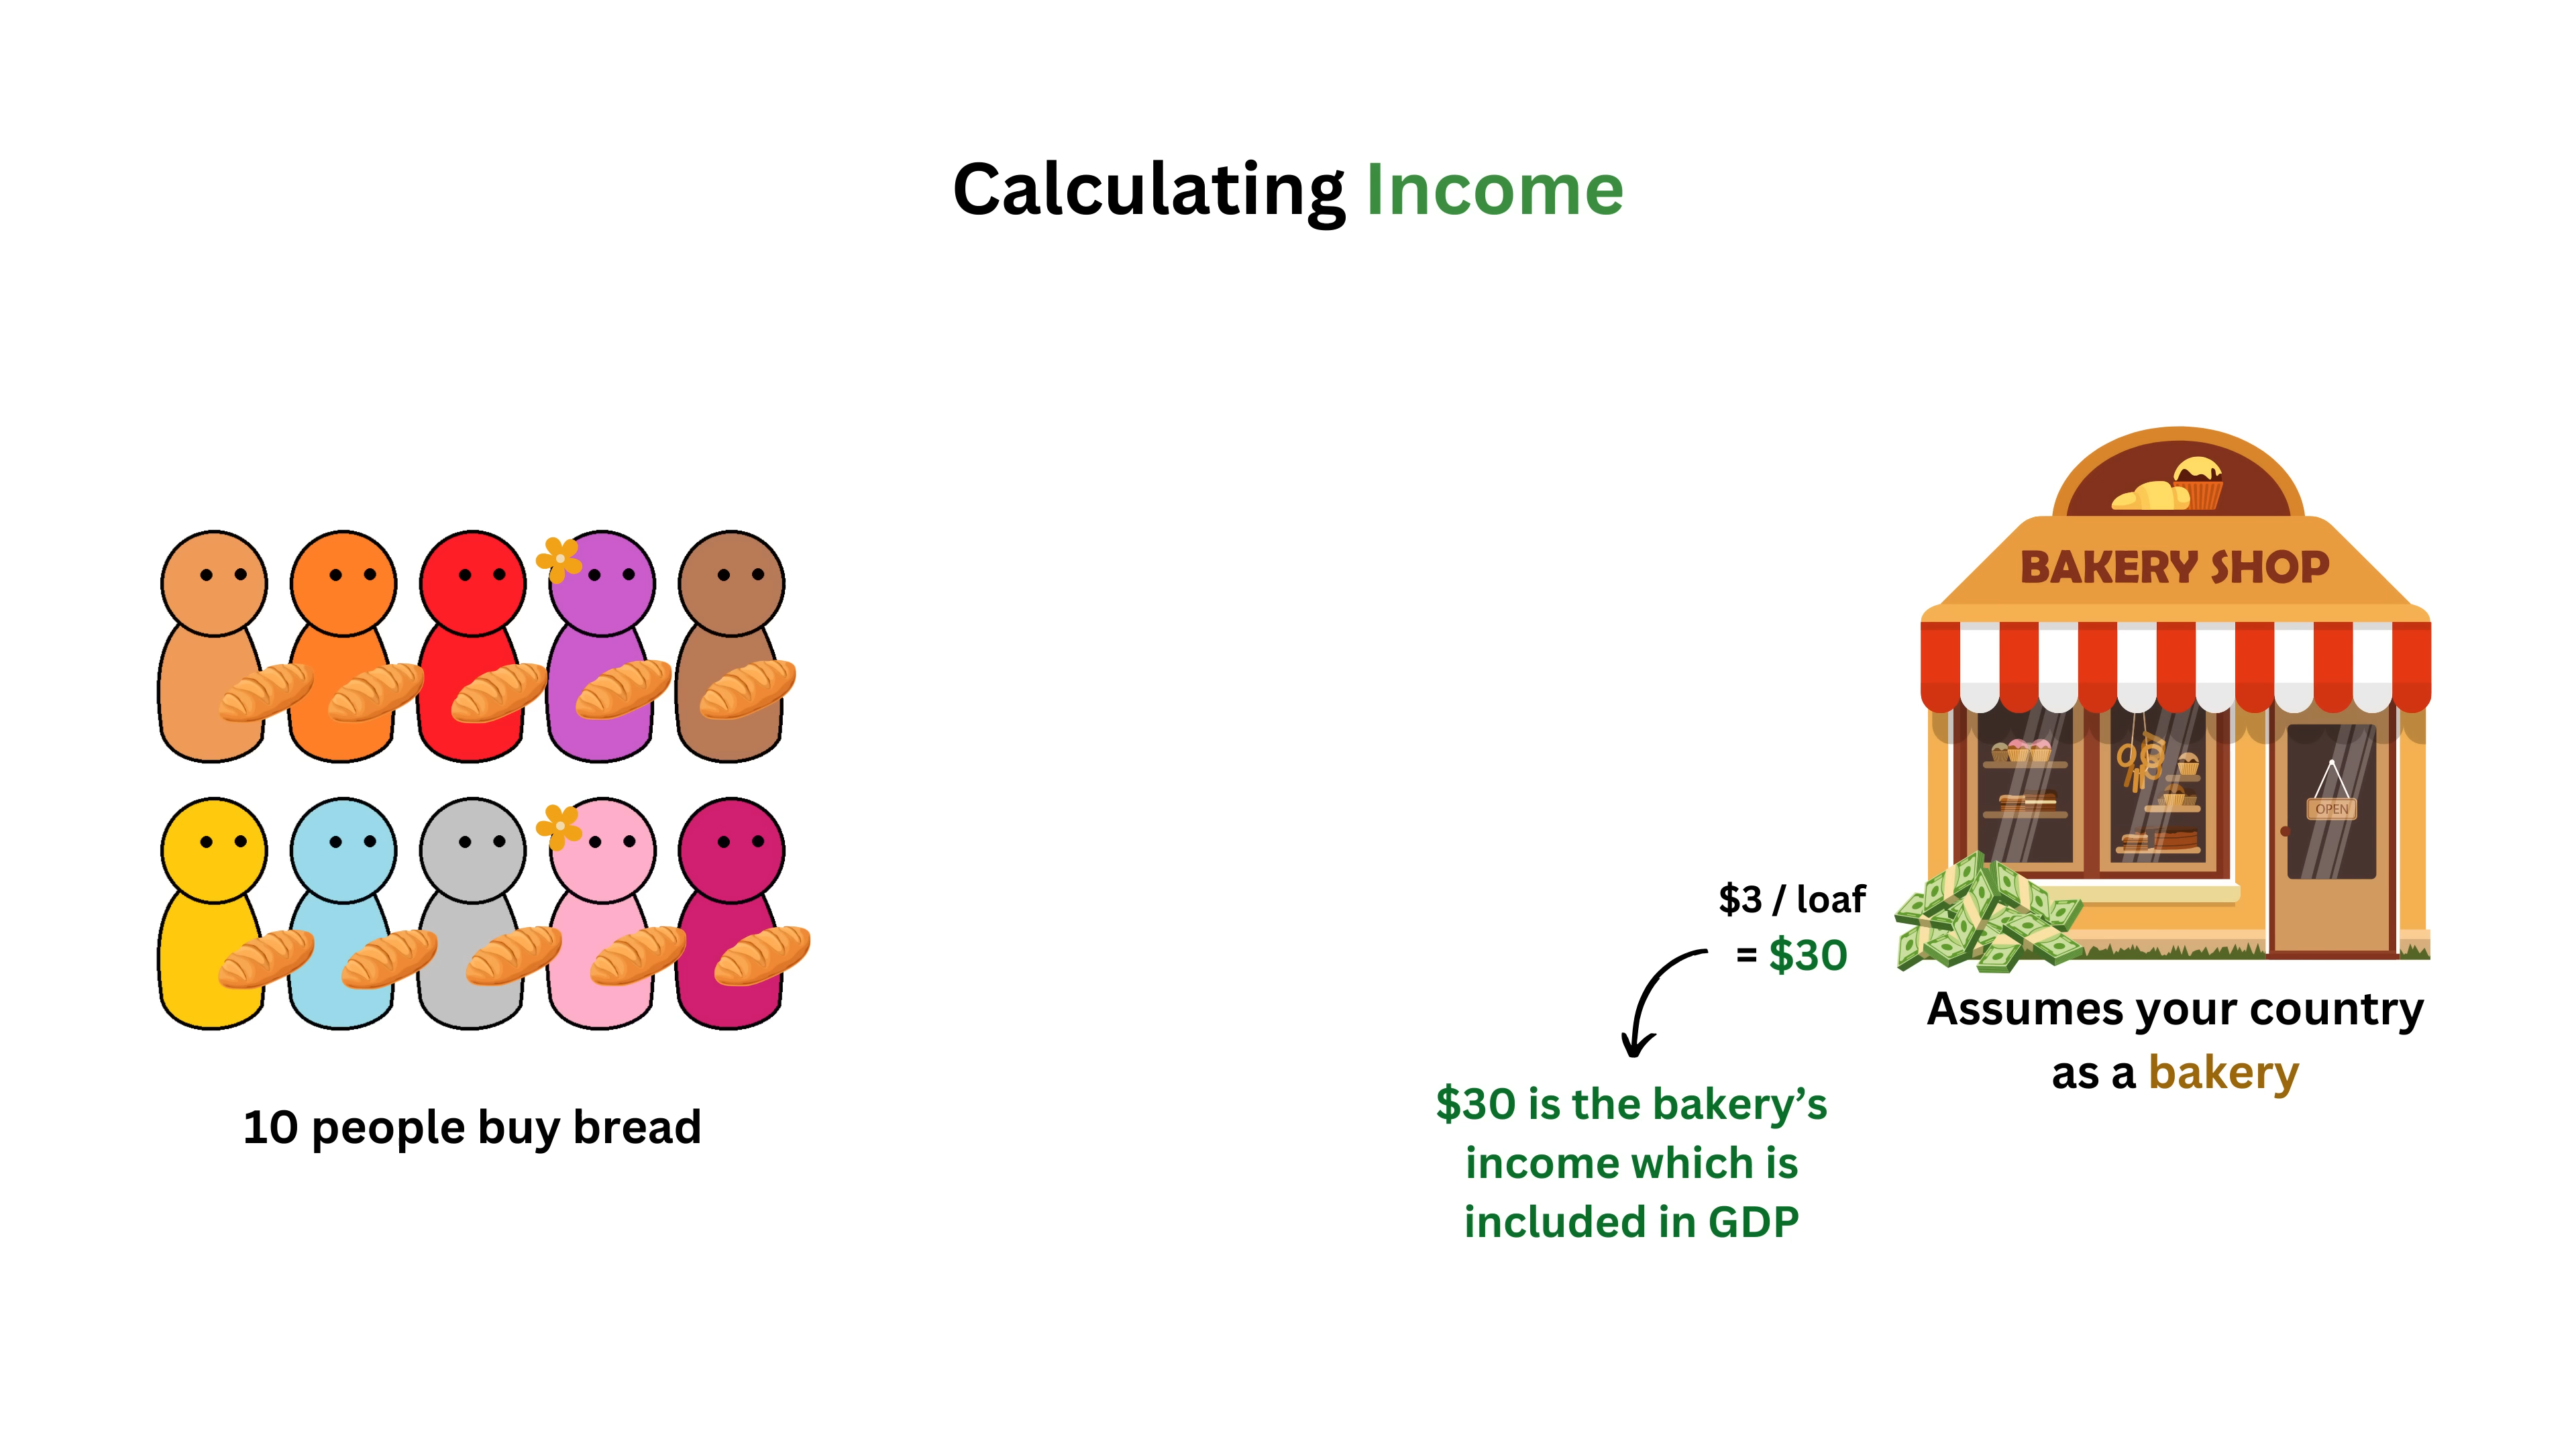 Calculating Income
BAKERY SHOP
OPEN
$3 / loaf
= $30
$30 is the bakery’s
income which is
included in GDP
Assumes your country
as a bakery
10 people buy bread